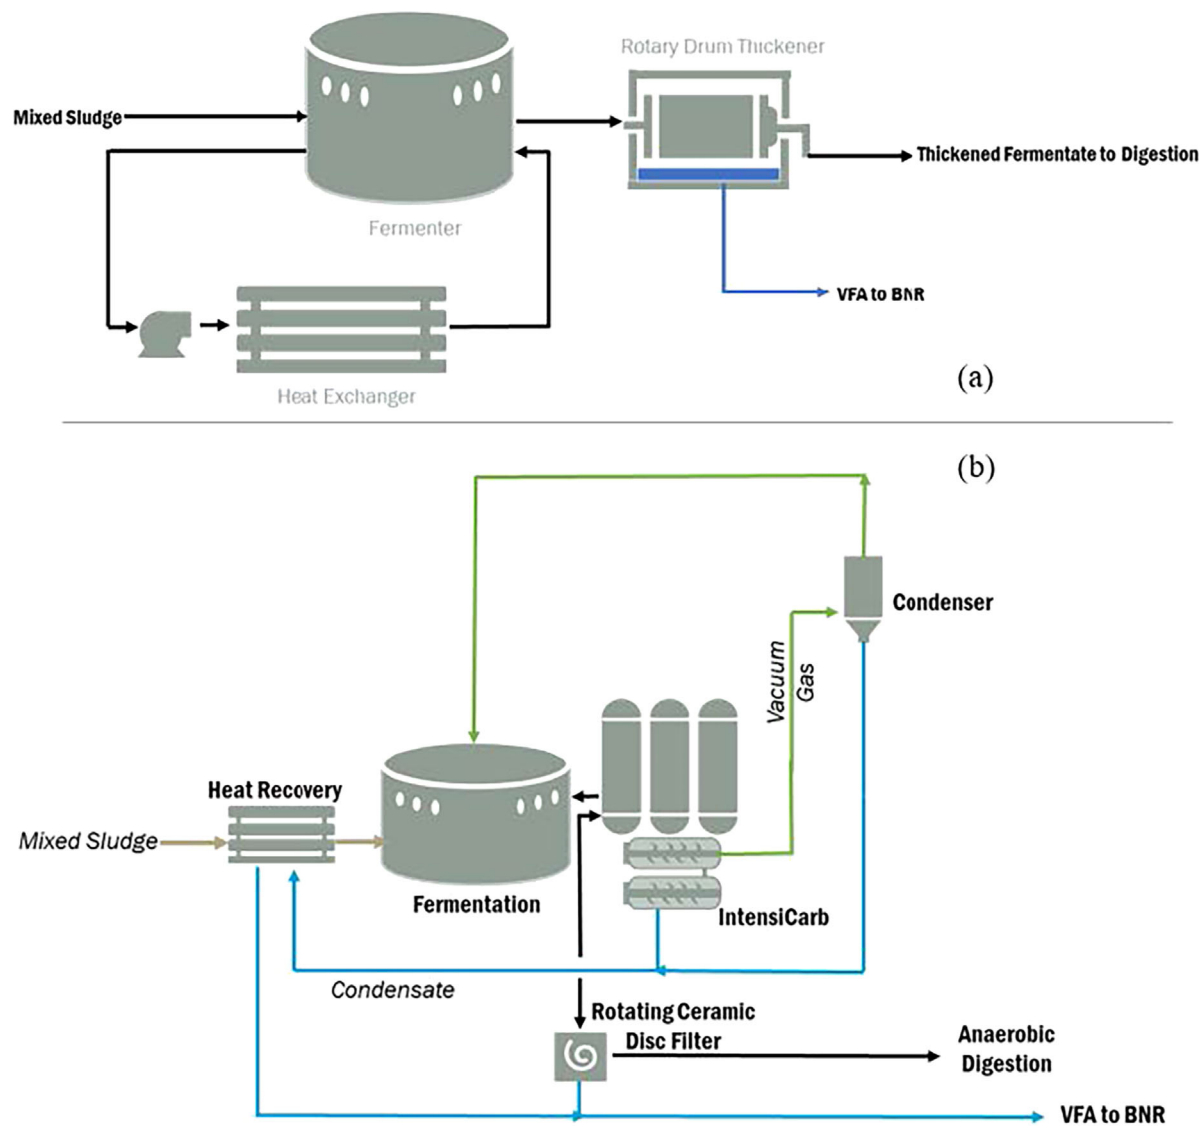 Rotary Drum Thickener
Mixed Sludge
Thickened Fermentate to Digestion
Fermenter
VFA to BNR
Heat Exchanger
(a)
(b)
Condenser
Vacuum
Gas
Heat Recovery
Mixed Sludge
Fermentation
IntensiCarb
Condensate
Rotating Ceramic
Disc Filter
Anaerobic
Digestion
VFA to BNR